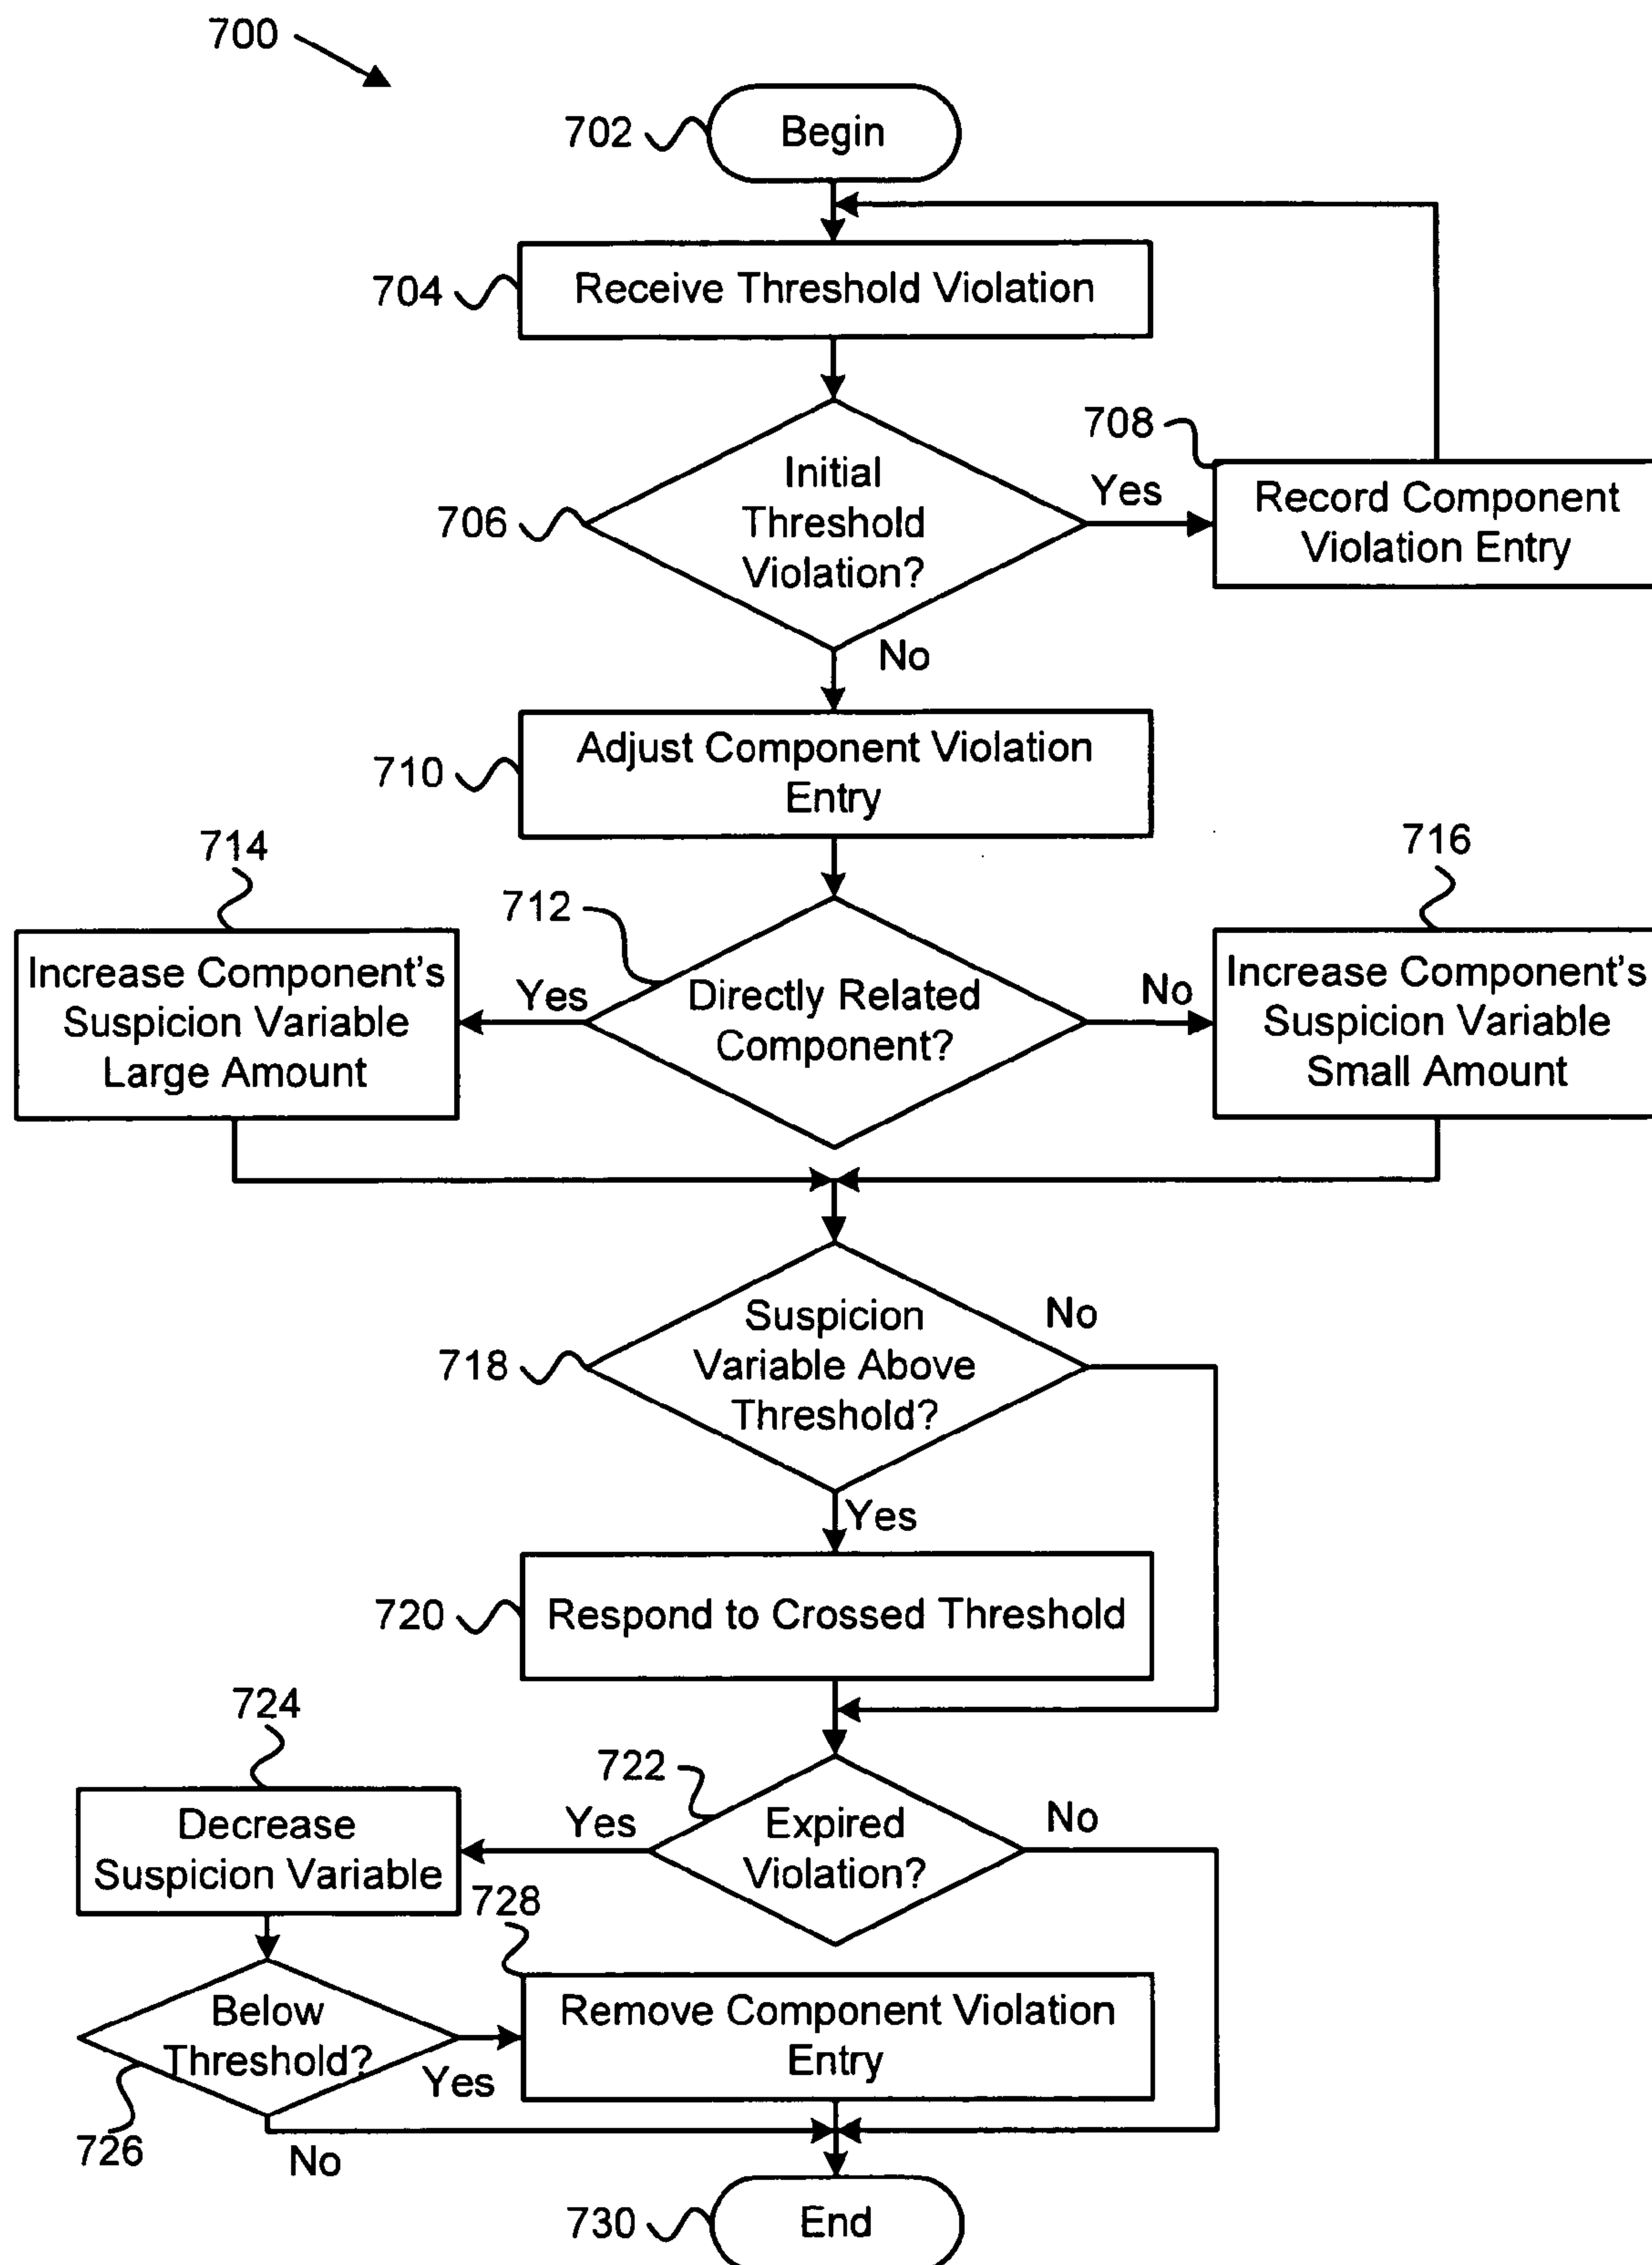 700
702
Begin
704
Receive Threshold Violation
706
Initial
Threshold
Violation?
Yes
708
Record Component
Violation Entry
No
710
Adjust Component Violation
Entry
714
712
716
Increase Component's
Suspicion Variable
Large Amount
Yes
Directly Related
Component?
No
Increase Component's
Suspicion Variable
Small Amount
718
Suspicion
Variable Above
Threshold?
No
Yes
720
Respond to Crossed Threshold
724
722
Decrease
Suspicion Variable
Yes
Expired
Violation?
No
728
Below
Threshold?
Yes
Remove Component Violation
Entry
726
No
730
End